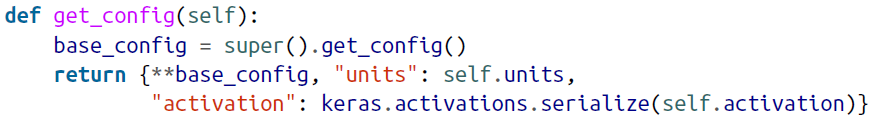 def get_config(self):
    base_config = super().get_config()
    return {**base_config, "units": self.units,
            "activation": keras.activations.serialize(self.activation)}